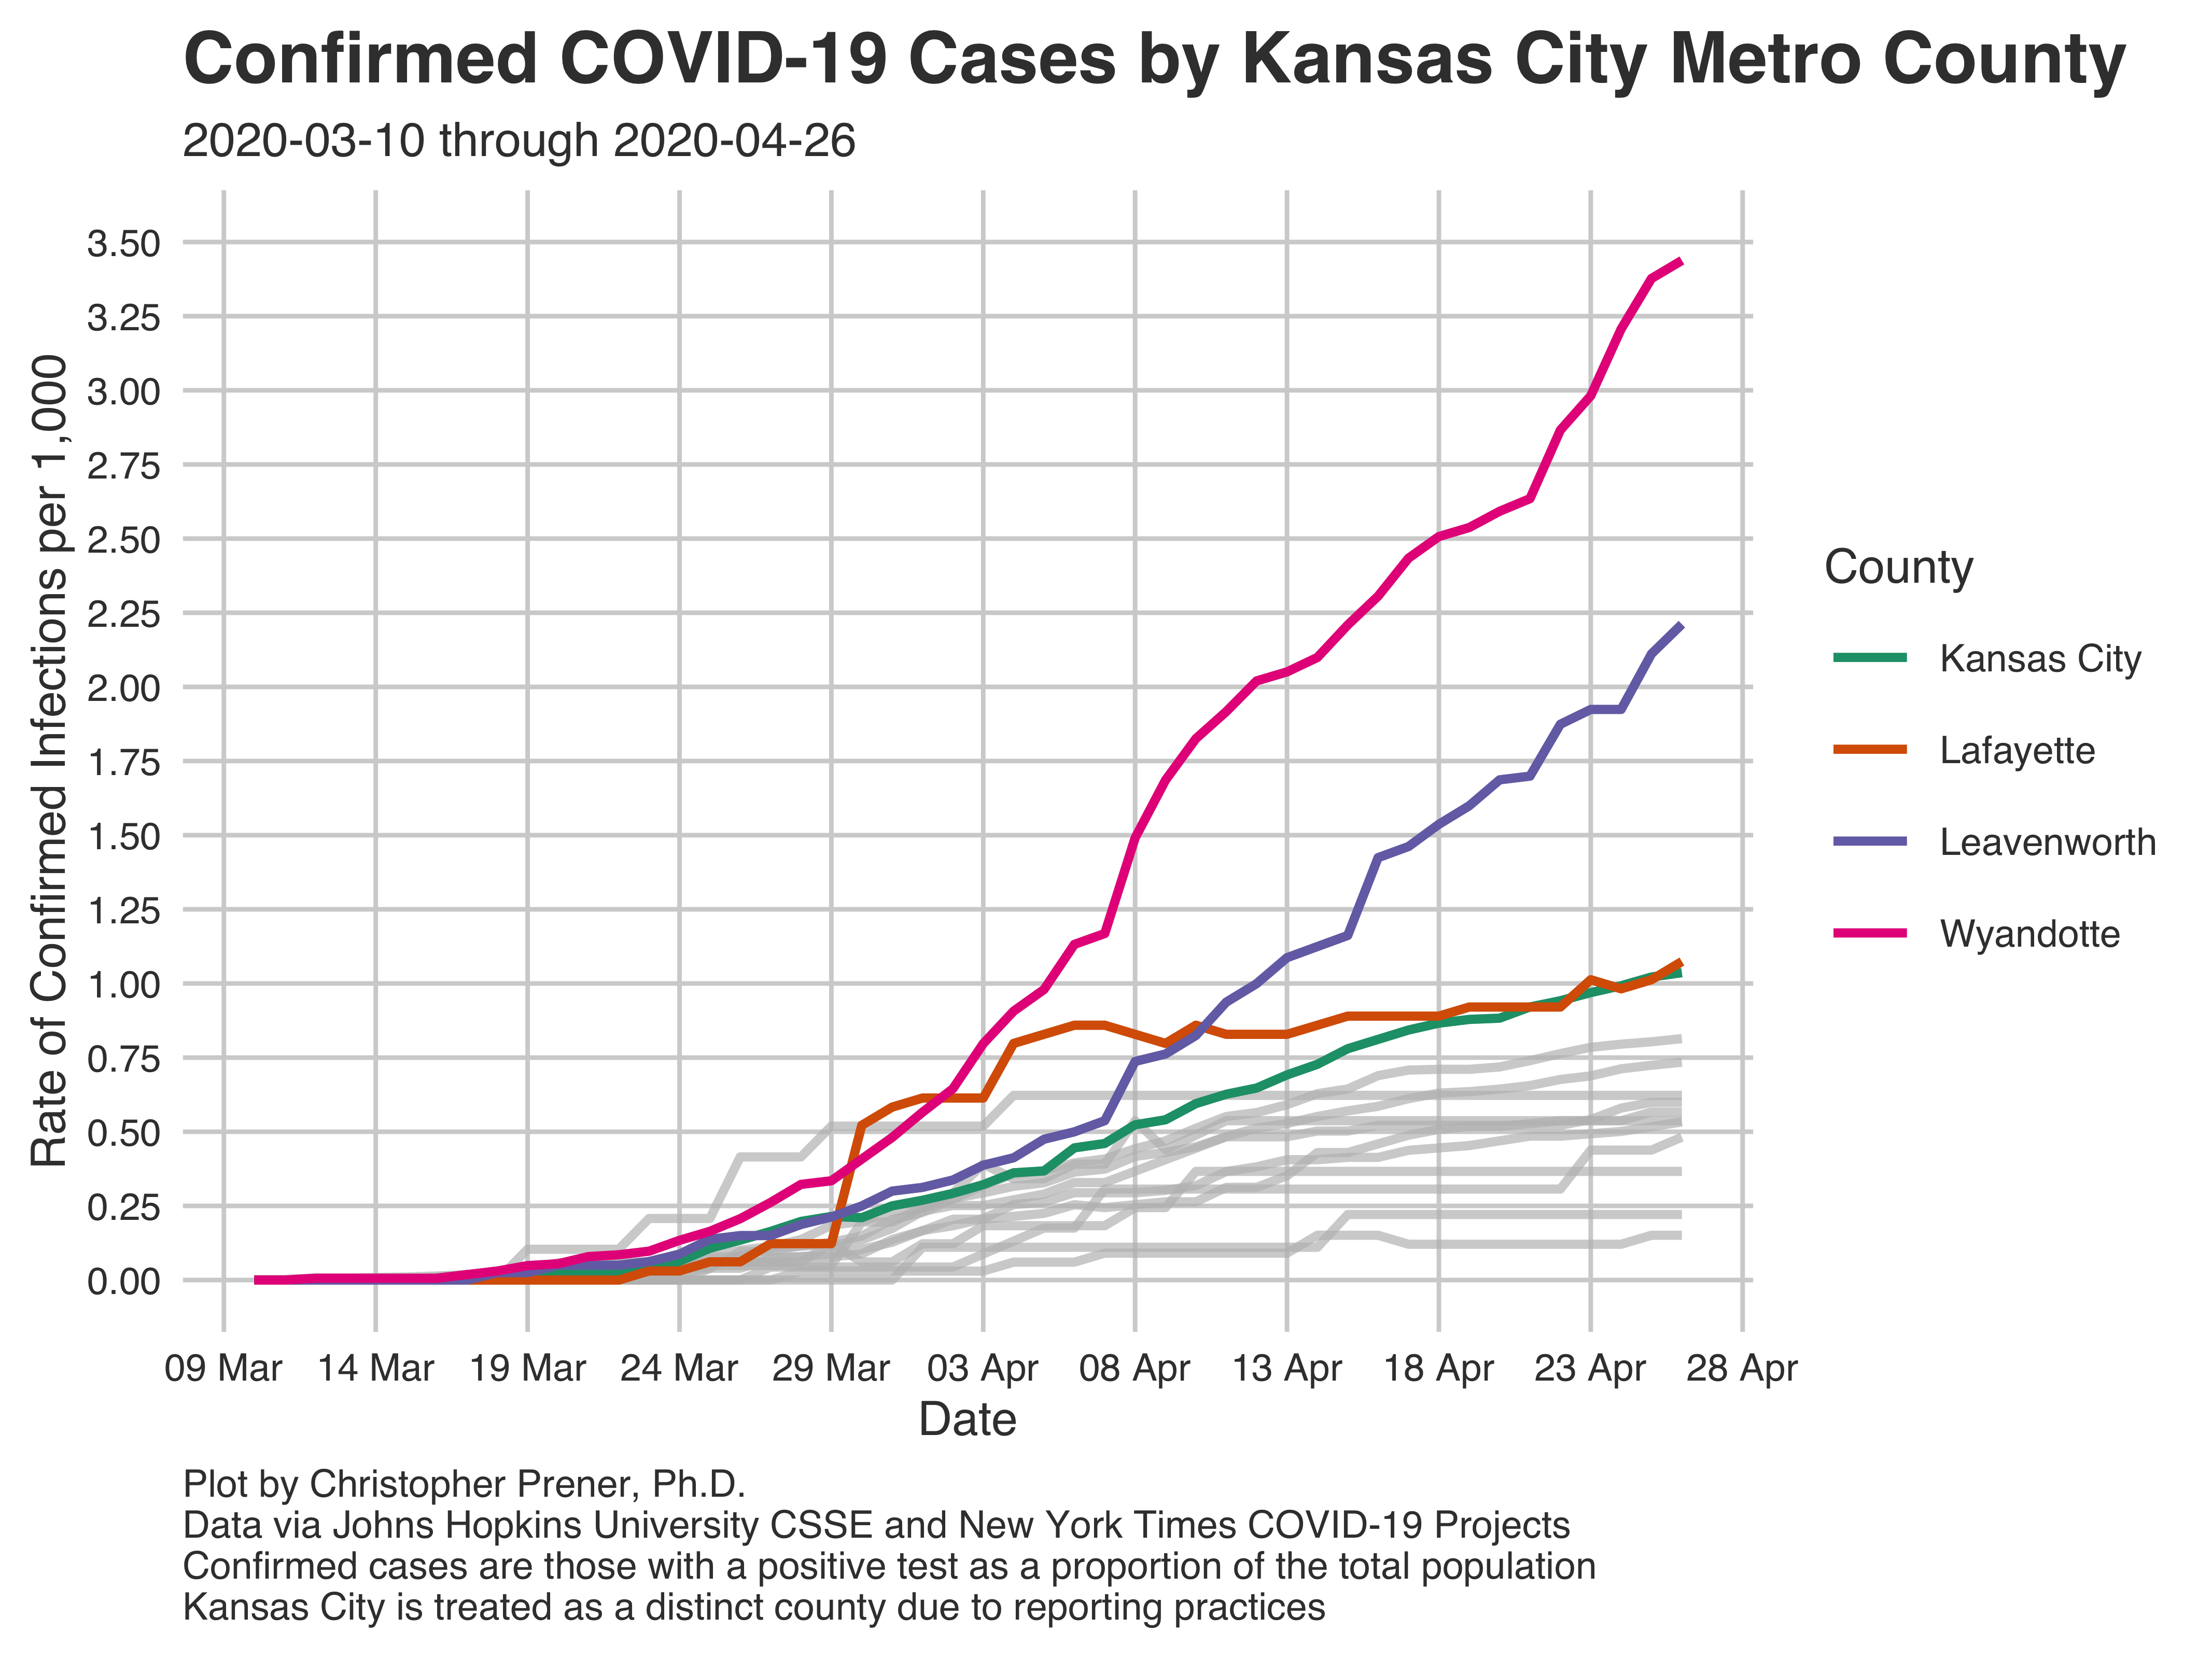 Confirmed COVID-19 Cases by Kansas City Metro County
2020-03-10 through 2020-04-26
Rate of Confirmed Infections per 1,000
3.50
3.25
3.00
2.75
2.50
2.25
2.00
1.75
1.50
1.25
1.00
0.75
0.50
0.25
0.00
09 Mar 14 Mar 19 Mar 24 Mar 29 Mar 03 Apr 08 Apr 13 Apr 18 Apr 23 Apr 28 Apr
Date
County
Kansas City
Lafayette
Leavenworth
Wyandotte
Plot by Christopher Prener, Ph.D.
Data via Johns Hopkins University CSSE and New York Times COVID-19 Projects
Confirmed cases are those with a positive test as a proportion of the total population
Kansas City is treated as a distinct county due to reporting practices